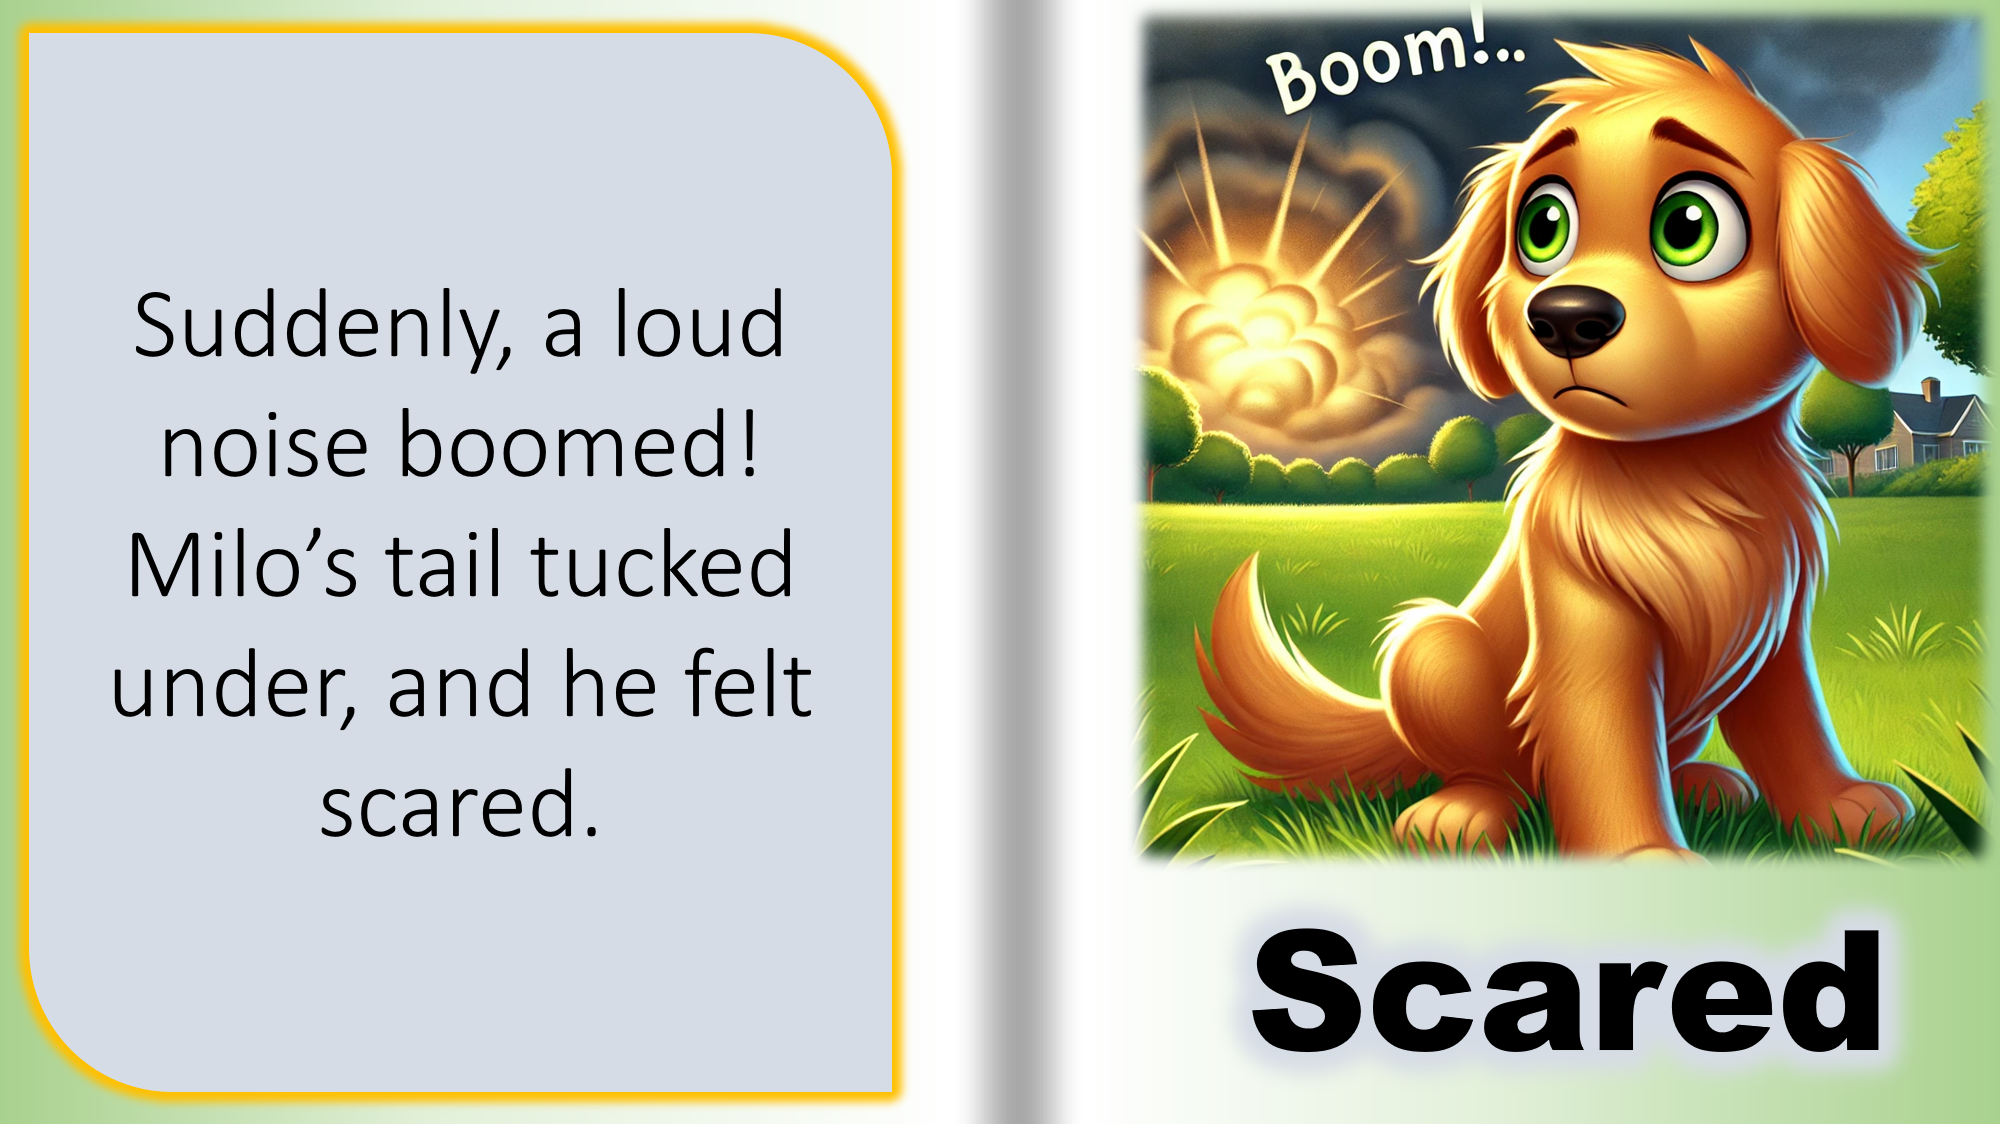 Suddenly, a loud
noise boomed!
Milo’s tail tucked
under, and he felt
scared.
Boom!..
Scared